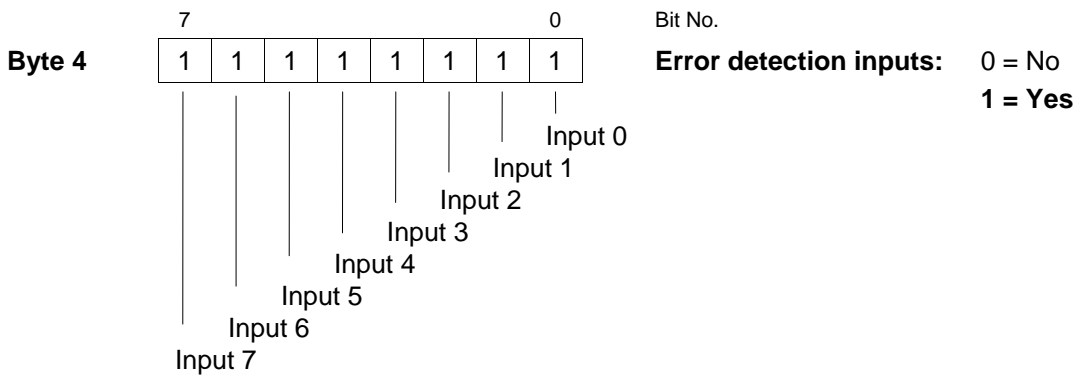 7 0 Bit No.
Byte 4 1 1 1 1 1 1 1 1 Error detection inputs: 0 = No
1 = Yes
Input 0
Input 1
Input 2
Input 3
Input 4
Input 5
Input 6
Input 7